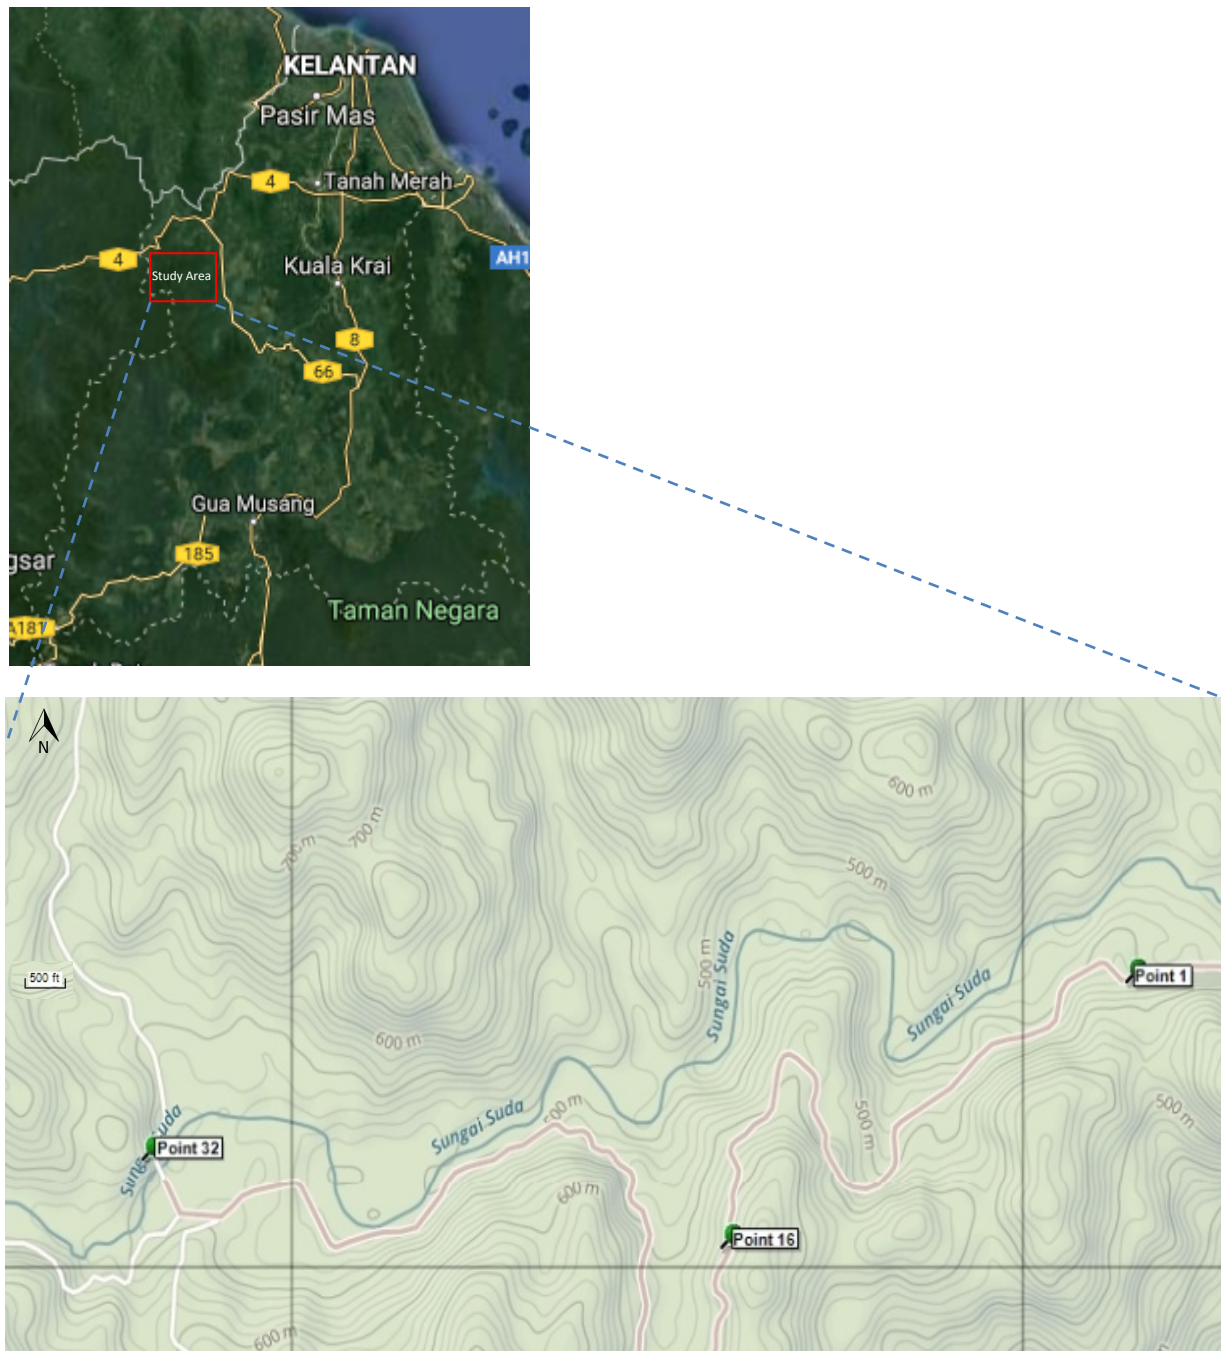 KELANTAN
Pasir Mas
4
Tanah Merah
4
AH1
Kuala Krai
Study Area
8
66
Gua Musang
185
gsar
Taman Negara
A181
N
600 m
700 m
700 m
500 m
500 m
Sungai Suda
Point 1
500 ft
Sungai Suda
600 m
500 m
Sungai Suda
500 m
500 m
Point 32
600 m
Point 16
600 m